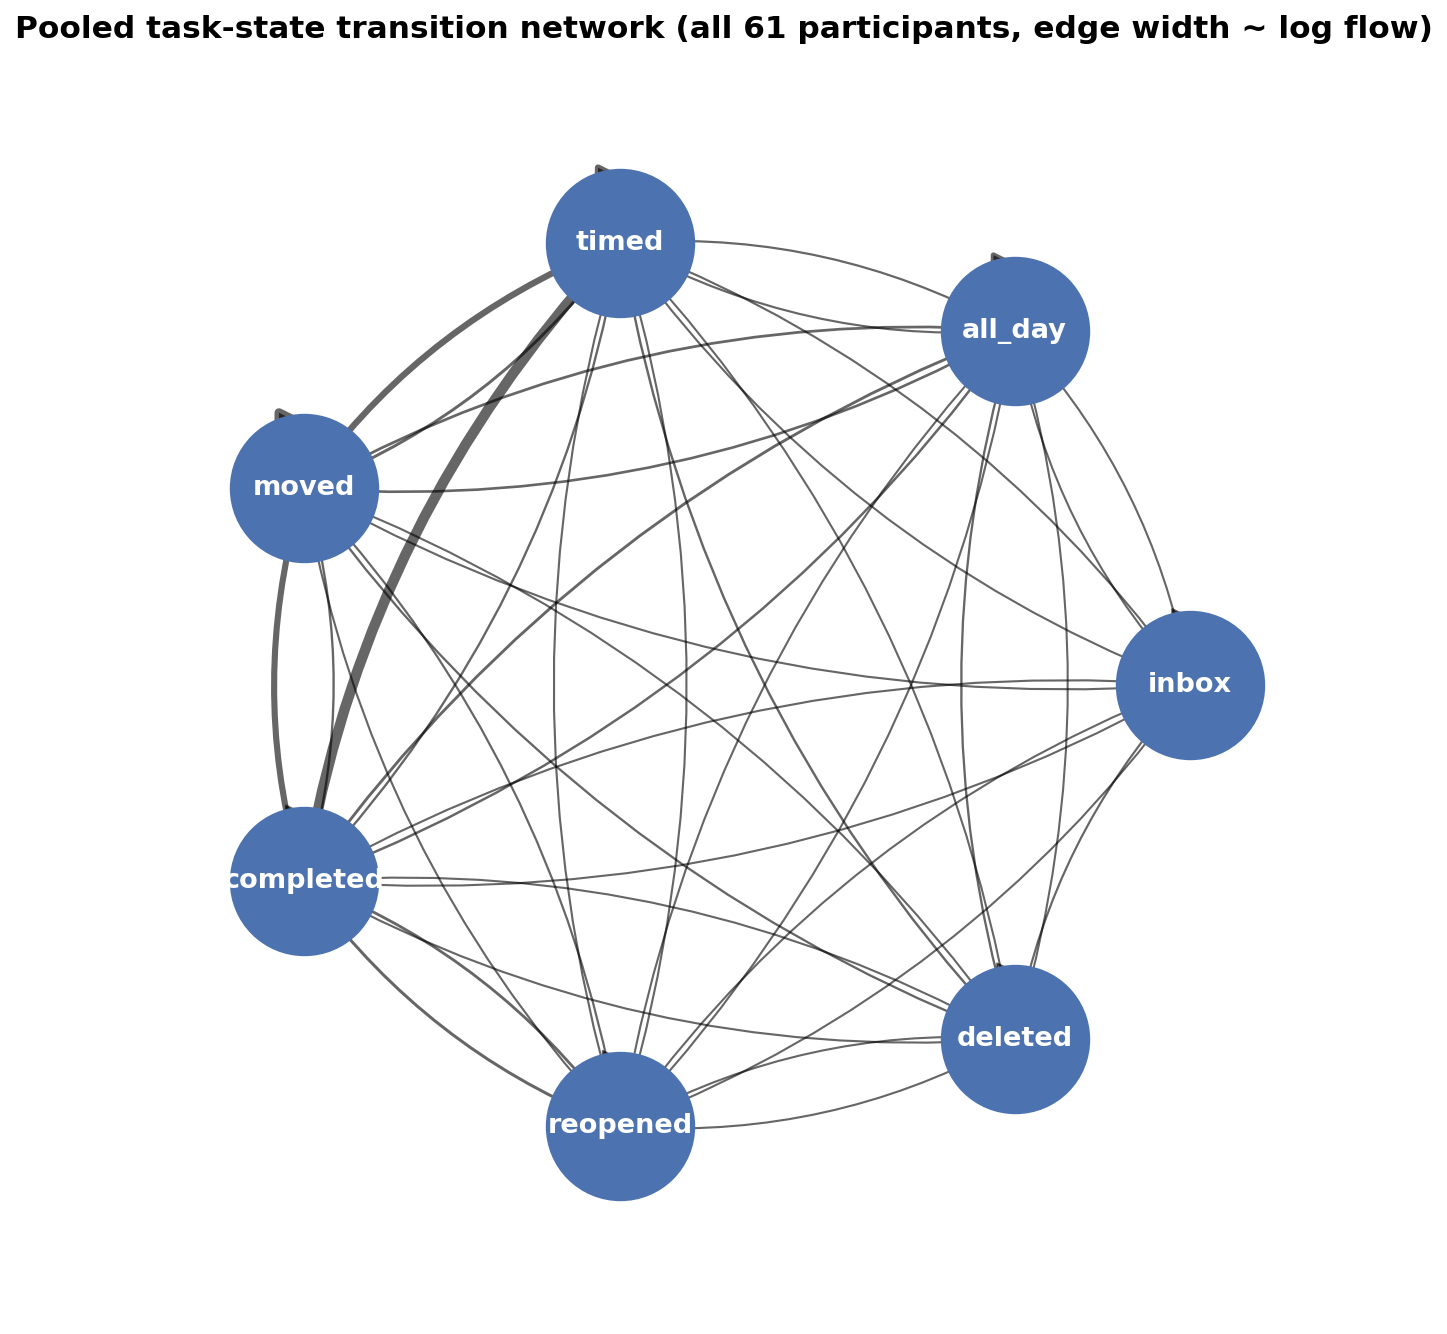 Pooled task-state transition network (all 61 participants, edge width ~ log flow)
timed
all_day
moved
inbox
completed
deleted
reopened